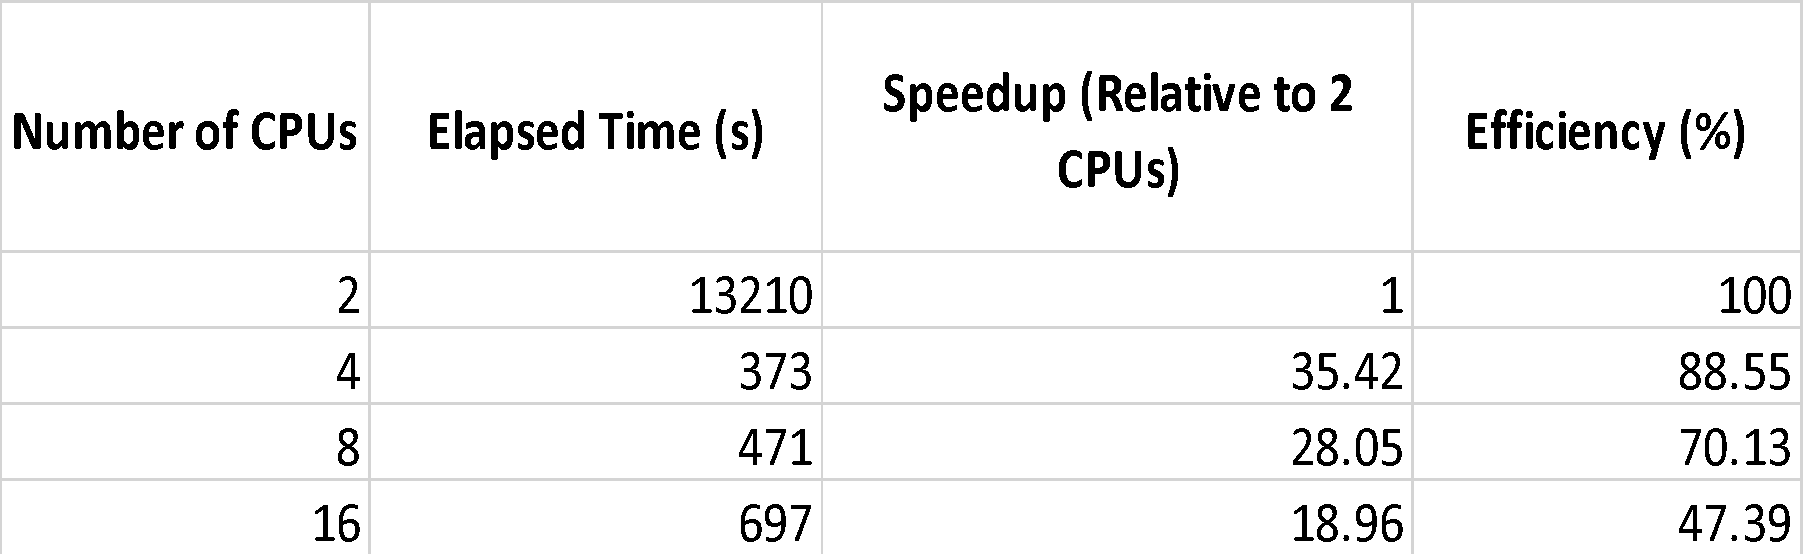 Number of CPUs Elapsed Time (s) Speedup (Relative to 2 CPUs) Efficiency (%)
2 13210 1 100
4 373 35.42 88.55
8 471 28.05 70.13
16 697 18.96 47.39